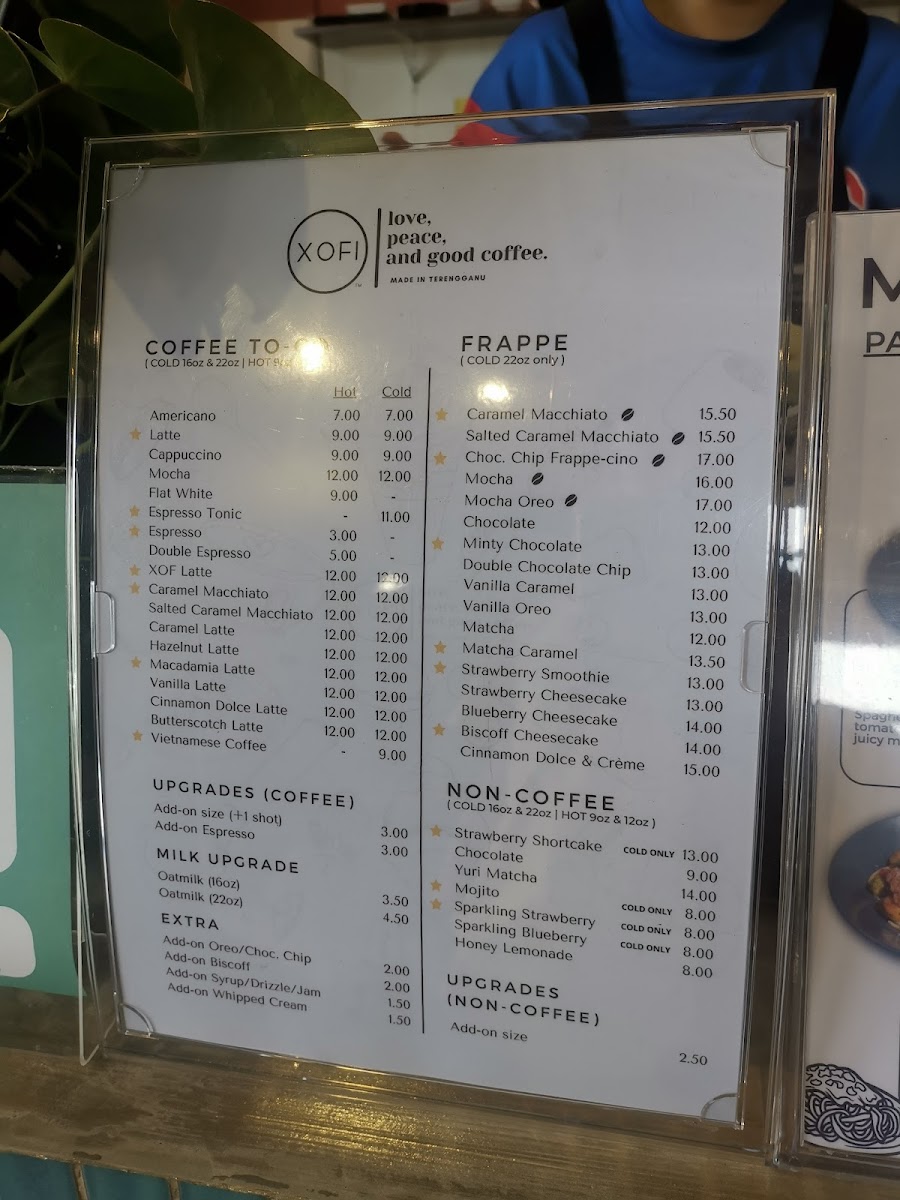 XOFI
love,
peace,
and good coffee.
MADE IN TERENGGANU
COFFEE TO-GO
( COLD 16oz & 22oz | HOT 9oz
Hot Cold
Americano 7.00 7.00
Latte 9.00 9.00
Cappuccino 9.00 9.00
Mocha 12.00 12.00
Flat White 9.00 -
Espresso Tonic - 11.00
Espresso 3.00 -
Double Espresso 5.00 -
XOF Latte 12.00 12.00
Caramel Macchiato 12.00 12.00
Salted Caramel Macchiato 12.00 12.00
Caramel Latte 12.00 12.00
Hazelnut Latte 12.00 12.00
Macadamia Latte 12.00 12.00
Vanilla Latte 12.00 12.00
Cinnamon Dolce Latte 12.00 12.00
Butterscotch Latte 12.00 12.00
Vietnamese Coffee - 9.00
UPGRADES (COFFEE)
Add-on size (+1 shot) 3.00
Add-on Espresso 3.00
MILK UPGRADE
Oatmilk (16oz) 3.50
Oatmilk (22oz) 4.50
EXTRA
Add-on Oreo/Choc. Chip 2.00
Add-on Biscoff 2.00
Add-on Syrup/Drizzle/Jam 1.50
Add-on Whipped Cream 1.50
FRAPPE
( COLD 22oz only )
Caramel Macchiato 15.50
Salted Caramel Macchiato 15.50
Choc. Chip Frappe-cino 17.00
Mocha 16.00
Mocha Oreo 17.00
Chocolate 12.00
Minty Chocolate 13.00
Double Chocolate Chip 13.00
Vanilla Caramel 13.00
Vanilla Oreo 13.00
Matcha 12.00
Matcha Caramel 13.50
Strawberry Smoothie 13.00
Strawberry Cheesecake 13.00
Blueberry Cheesecake 14.00
Biscoff Cheesecake 14.00
Cinnamon Dolce & Crème 15.00
NON-COFFEE
( COLD 16oz & 22oz | HOT 9oz & 12oz )
Strawberry Shortcake COLD ONLY 13.00
Chocolate 9.00
Yuri Matcha 14.00
Mojito COLD ONLY 8.00
Sparkling Strawberry COLD ONLY 8.00
Sparkling Blueberry COLD ONLY 8.00
Honey Lemonade 8.00
UPGRADES
(NON-COFFEE)
Add-on size 2.50
M
PA
Spaghe
tomat
juicy m